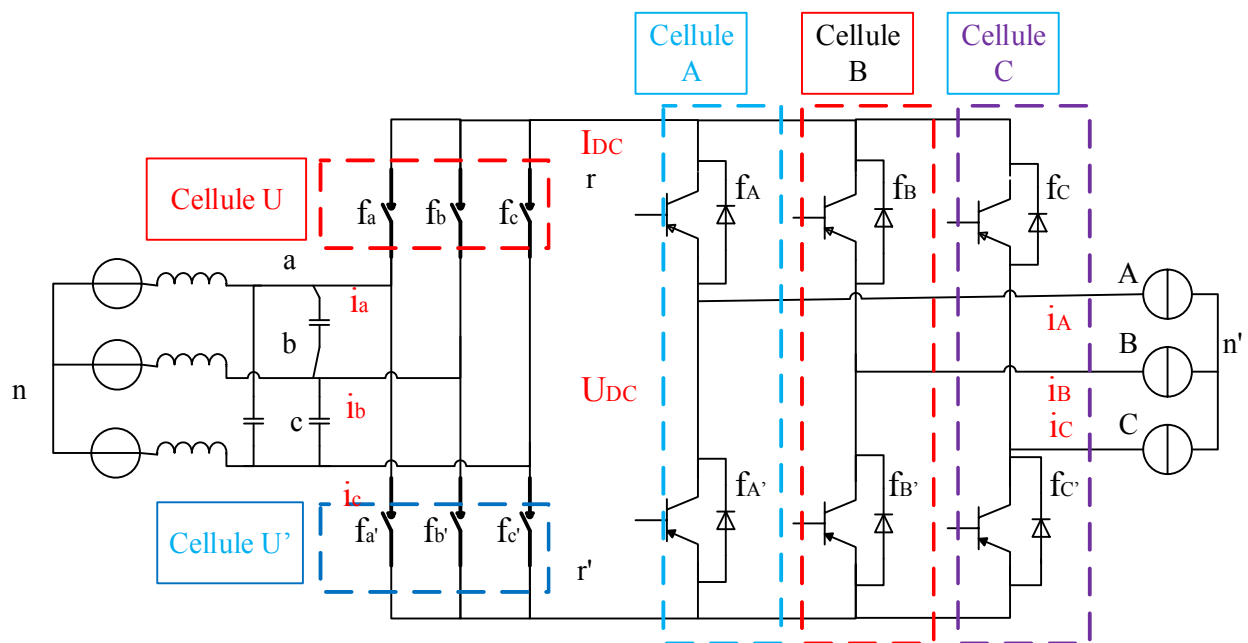 Cellule
A
Cellule
B
Cellule
C
IDC
r
Cellule U
fa
fb
fc
fA
fB
fC
a
ia
b
n
ib
c
UDC
A
iA
B
n'
iB
iC
C
ic
Cellule U’
fa'
fb'
fc'
r'
fA’
fB’
fC’